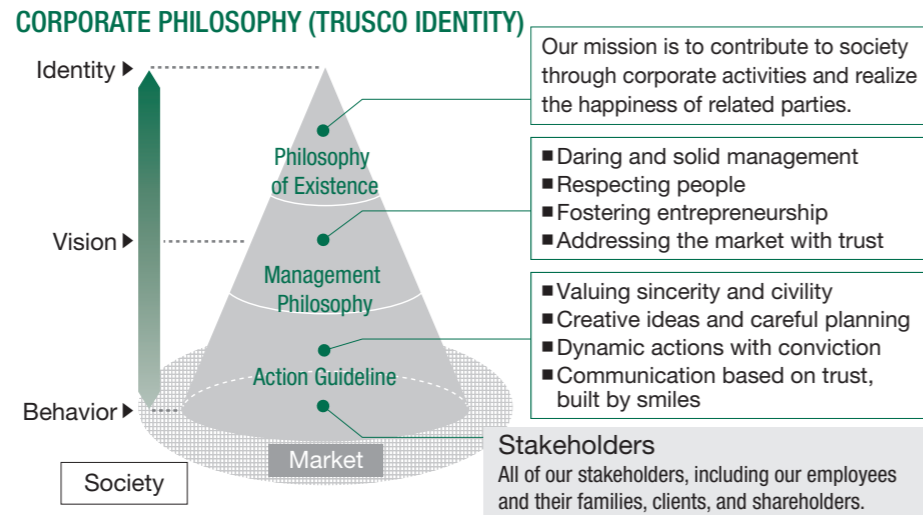 CORPORATE PHILOSOPHY (TRUSCO IDENTITY)
Identity ▶
Vision ▶
Behavior ▶
Philosophy
of Existence
Management
Philosophy
Action Guideline
Market
Society
Our mission is to contribute to society
through corporate activities and realize
the happiness of related parties.
■ Daring and solid management
■ Respecting people
■ Fostering entrepreneurship
■ Addressing the market with trust
■ Valuing sincerity and civility
■ Creative ideas and careful planning
■ Dynamic actions with conviction
■ Communication based on trust,
built by smiles
Stakeholders
All of our stakeholders, including our employees
and their families, clients, and shareholders.